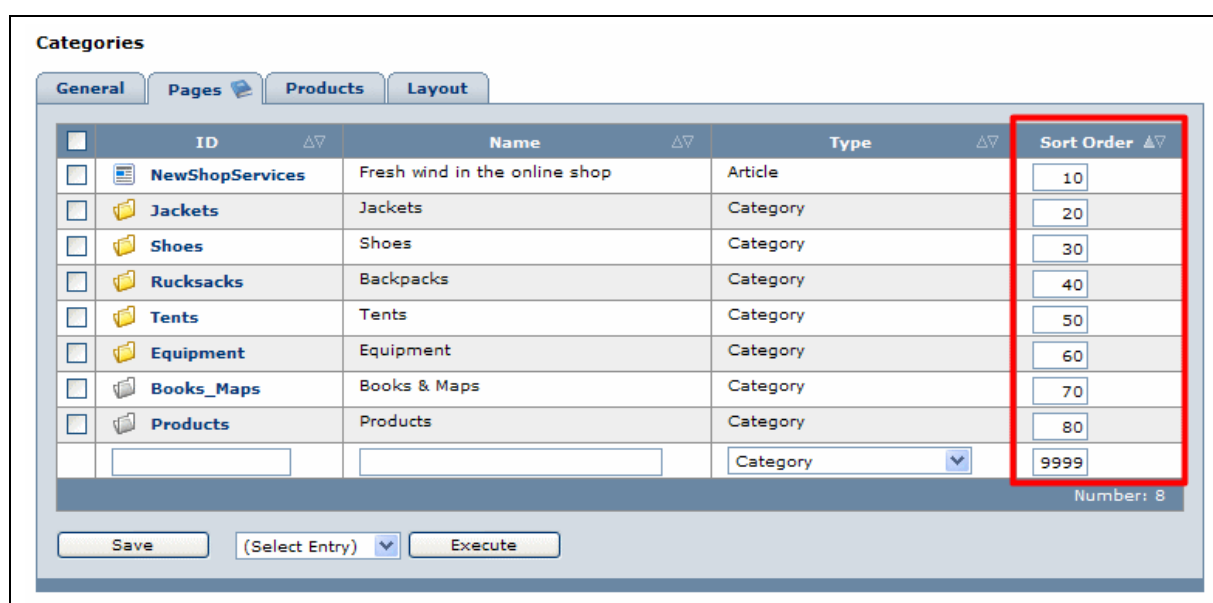 Categories
General Pages Products Layout
ID Name Type Sort Order
NewShopServices Fresh wind in the online shop Article 10
Jackets Jackets Category 20
Shoes Shoes Category 30
Rucksacks Backpacks Category 40
Tents Tents Category 50
Equipment Equipment Category 60
Books_Maps Books & Maps Category 70
Products Products Category 80
Category 9999
Number: 8
Save (Select Entry) Execute